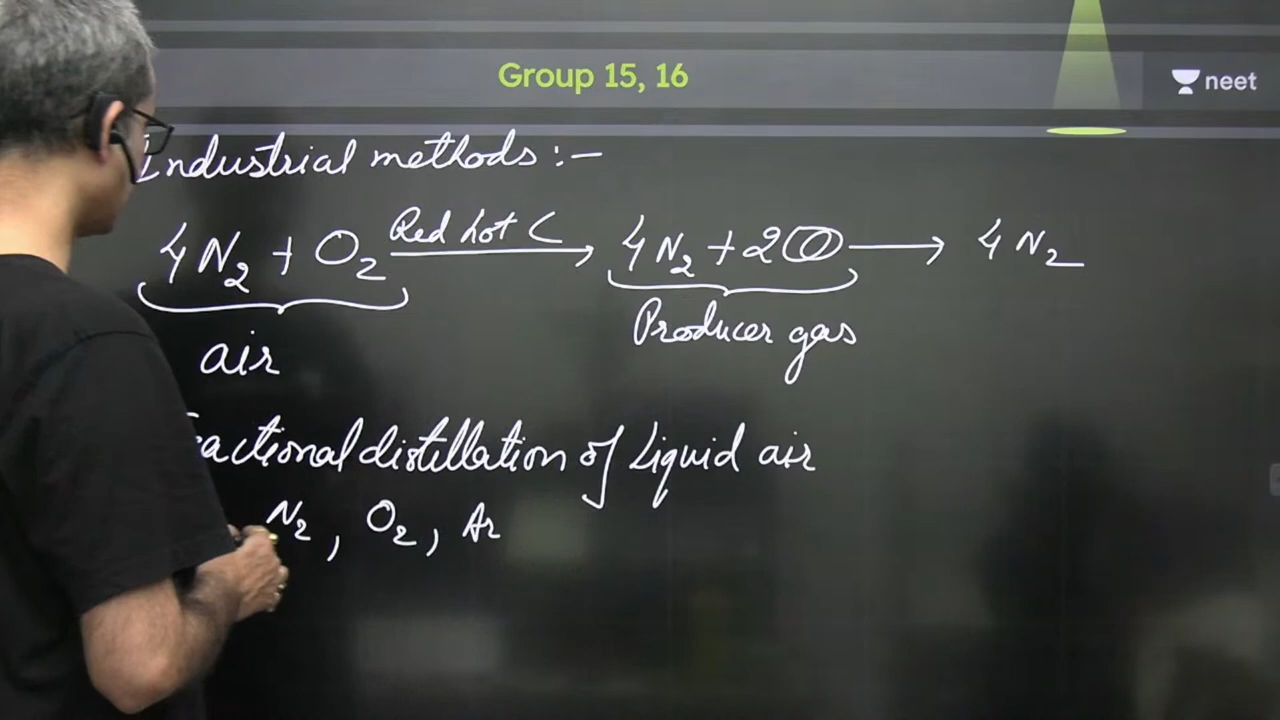 Group 15, 16
neet
Industrial methods :-
4N₂ + O₂ Red hot C → 4N₂ + 2CO → 4N₂
air
Producer gas
actional distillation of Liquid air
N₂, O₂, Ar